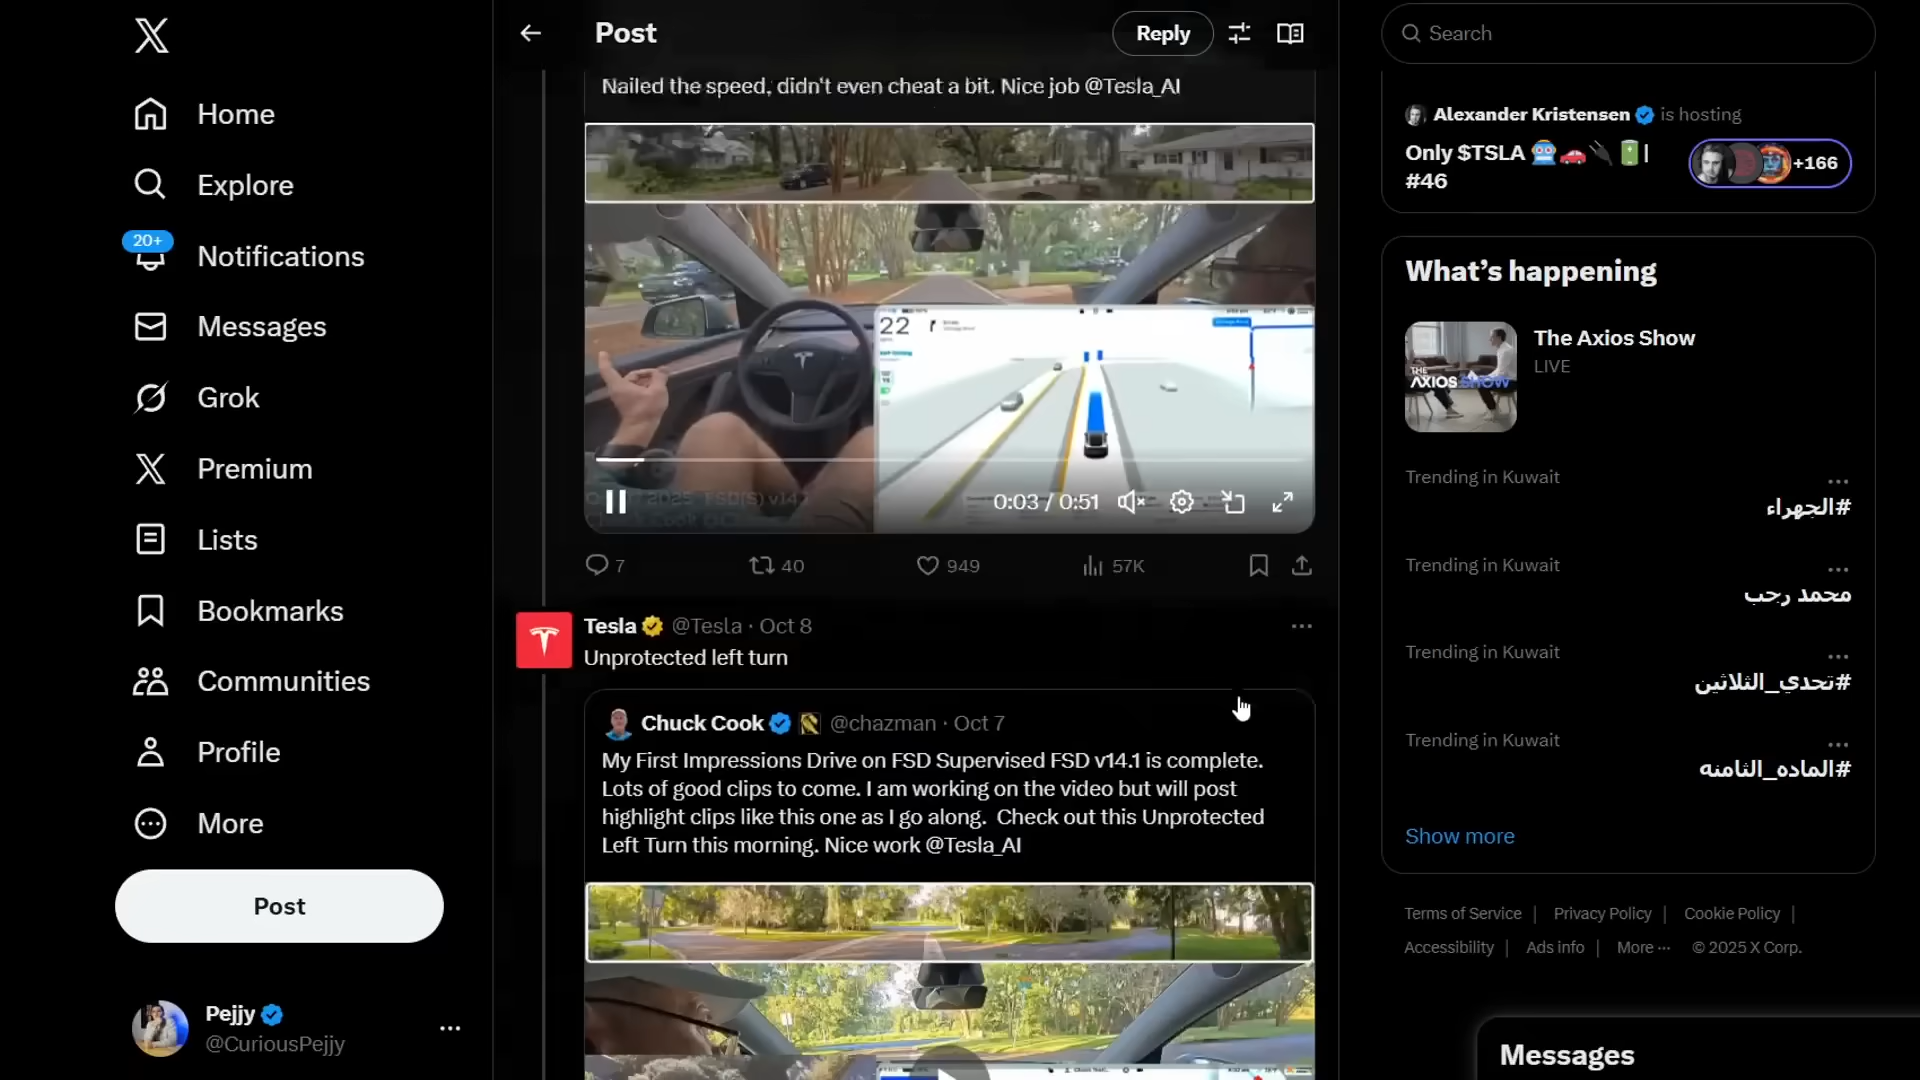 Post
Reply
Search
Home
Explore
20+
Notifications
Messages
Grok
Premium
Lists
Bookmarks
Communities
Profile
More
Post
Pejjy
@CuriousPejjy
Nailed the speed, didn't even cheat a bit. Nice job @Tesla_AI
22
0:03 / 0:51
7
40
949
57K
Tesla @Tesla · Oct 8
Unprotected left turn
Chuck Cook @chazman · Oct 7
My First Impressions Drive on FSD Supervised FSD v14.1 is complete.
Lots of good clips to come. I am working on the video but will post
highlight clips like this one as I go along. Check out this Unprotected
Left Turn this morning. Nice work @Tesla_AI
Alexander Kristensen is hosting
Only $TSLA 🤖🚗🔌🔋|
#46
+166
What's happening
THE
AXIOS SHOW
The Axios Show
LIVE
Trending in Kuwait
#الجهراء
Trending in Kuwait
محمد رجب
Trending in Kuwait
#تحدي_الثلاثين
Trending in Kuwait
#الماده_الثامنه
Show more
Terms of Service | Privacy Policy | Cookie Policy |
Accessibility | Ads info | More ··· © 2025 X Corp.
Messages